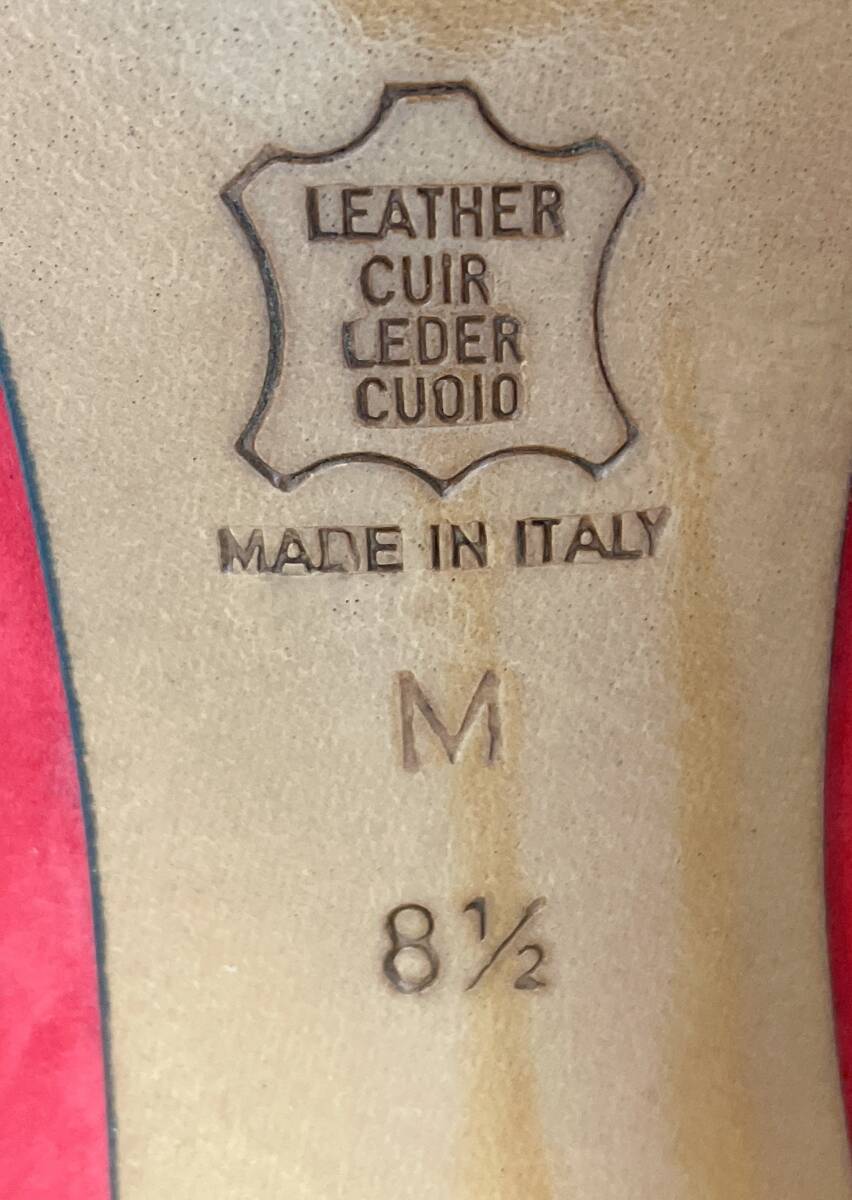 LEATHER
CUIR
LEDER
CUOIO
MADE IN ITALY
M
8½